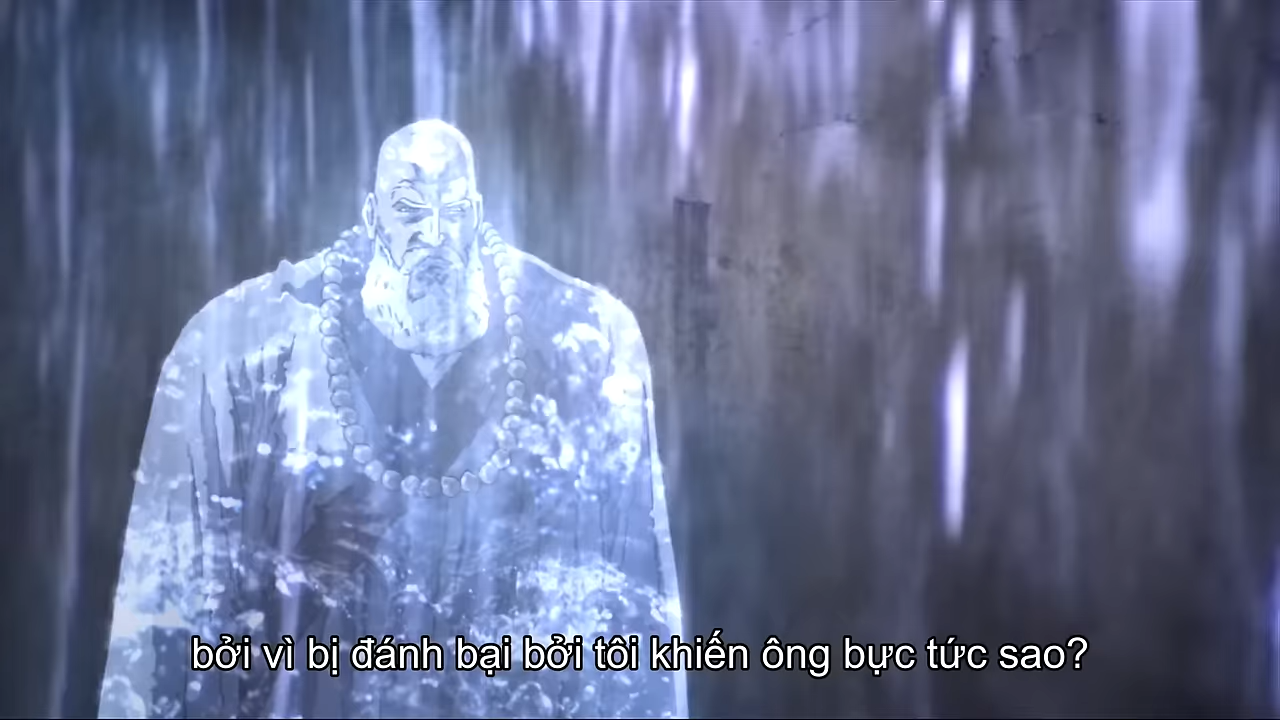 bởi vì bị đánh bại bởi tôi khiến ông bực tức sao?